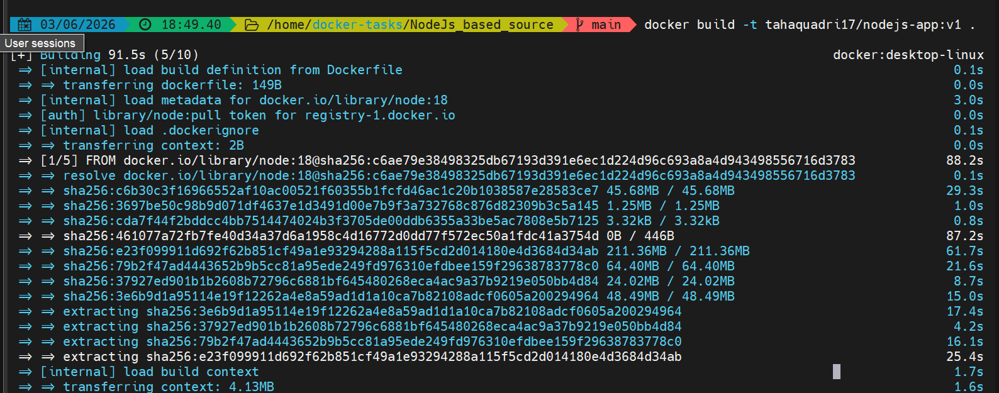 03/06/2026 18:49.40 /home/docker-tasks/NodeJs_based_source main docker build -t tahaquadri17/nodejs-app:v1 .
User sessions
[+] Building 91.5s (5/10) docker:desktop-linux
=> [internal] load build definition from Dockerfile 0.1s
=> => transferring dockerfile: 149B 0.0s
=> [internal] load metadata for docker.io/library/node:18 3.0s
=> [auth] library/node:pull token for registry-1.docker.io 0.0s
=> [internal] load .dockerignore 0.1s
=> => transferring context: 2B 0.0s
=> [1/5] FROM docker.io/library/node:18@sha256:c6ae79e38498325db67193d391e6ec1d224d96c693a8a4d943498556716d3783 88.2s
=> => resolve docker.io/library/node:18@sha256:c6ae79e38498325db67193d391e6ec1d224d96c693a8a4d943498556716d3783 0.1s
=> => sha256:c6b30c3f16966552af10ac00521f60355b1fcfd46ac1c20b1038587e28583ce7 45.68MB / 45.68MB 29.3s
=> => sha256:3697be50c98b9d071df4637e1d3491d00e7b9f3a732768c876d82309b3c5a145 1.25MB / 1.25MB 1.0s
=> => sha256:cda7f44f2bddcc4bb7514474024b3f3705de00ddb6355a33be5ac7808e5b7125 3.32kB / 3.32kB 0.8s
=> => sha256:461077a72fb7fe40d34a37d6a1958c4d16772d0dd77f572ec50a1fdc41a3754d 0B / 446B 87.2s
=> => sha256:e23f099911d692f62b851cf49a1e93294288a115f5cd2d014180e4d3684d34ab 211.36MB / 211.36MB 61.7s
=> => sha256:79b2f47ad4443652b9b5cc81a95ede249fd976310efdbee159f29638783778c0 64.40MB / 64.40MB 21.6s
=> => sha256:37927ed901b1b2608b72796c6881bf645480268eca4ac9a37b9219e050bb4d84 24.02MB / 24.02MB 8.7s
=> => sha256:3e6b9d1a95114e19f12262a4e8a59ad1d1a10ca7b82108adcf0605a200294964 48.49MB / 48.49MB 15.0s
=> => extracting sha256:3e6b9d1a95114e19f12262a4e8a59ad1d1a10ca7b82108adcf0605a200294964 17.4s
=> => extracting sha256:37927ed901b1b2608b72796c6881bf645480268eca4ac9a37b9219e050bb4d84 4.2s
=> => extracting sha256:79b2f47ad4443652b9b5cc81a95ede249fd976310efdbee159f29638783778c0 16.1s
=> => extracting sha256:e23f099911d692f62b851cf49a1e93294288a115f5cd2d014180e4d3684d34ab 25.4s
=> [internal] load build context 1.7s
=> => transferring context: 4.13MB 1.6s